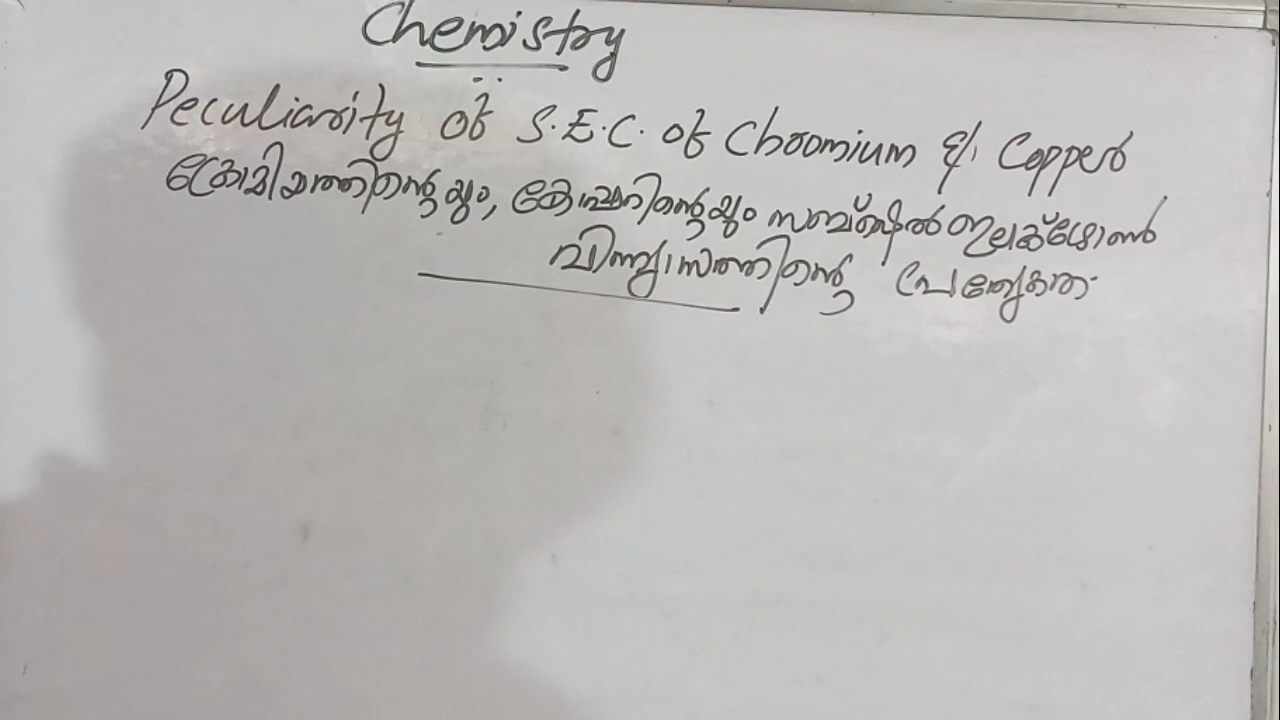 Chemistry
Peculiarity of S.E.C. of Chromium & Copper
ക്രോമിയത്തിന്റെയും, കോപ്പറിന്റെയും സബ്ഷെൽ ഇലക്ട്രോൺ
വിന്യാസത്തിന്റെ പ്രത്യേകത